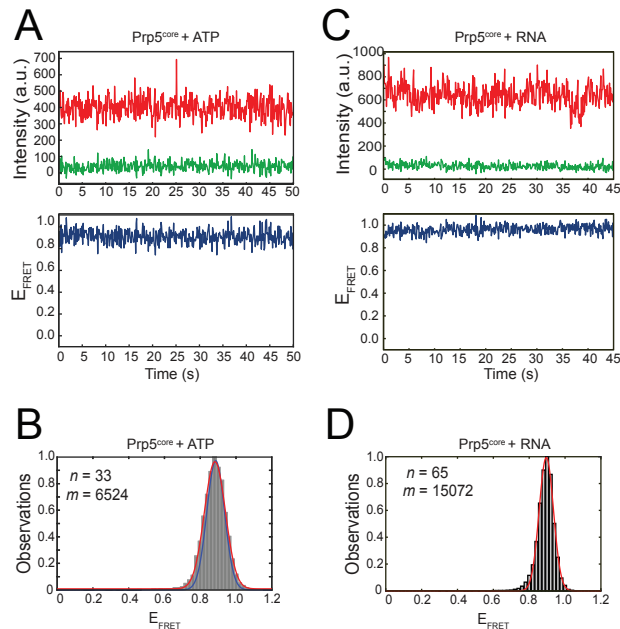 A
Prp5core + ATP
Intensity (a.u.)
700
600
500
400
300
200
100
0
0 5 10 15 20 25 30 35 40 45 50
EFRET
1.0
0.8
0.6
0.4
0.2
0.0
0 5 10 15 20 25 30 35 40 45 50
Time (s)
C
Prp5core + RNA
Intensity (a.u.)
1000
800
600
400
200
0
0 5 10 15 20 25 30 35 40 45
EFRET
1.0
0.8
0.6
0.4
0.2
0.0
0 5 10 15 20 25 30 35 40 45
Time (s)
B
Prp5core + ATP
n = 33
m = 6524
Observations
1.0
0.8
0.6
0.4
0.2
0
0 0.2 0.4 0.6 0.8 1.0 1.2
EFRET
D
Prp5core + RNA
n = 65
m = 15072
Observations
1.0
0.8
0.6
0.4
0.2
0
0 0.2 0.4 0.6 0.8 1.0 1.2
EFRET